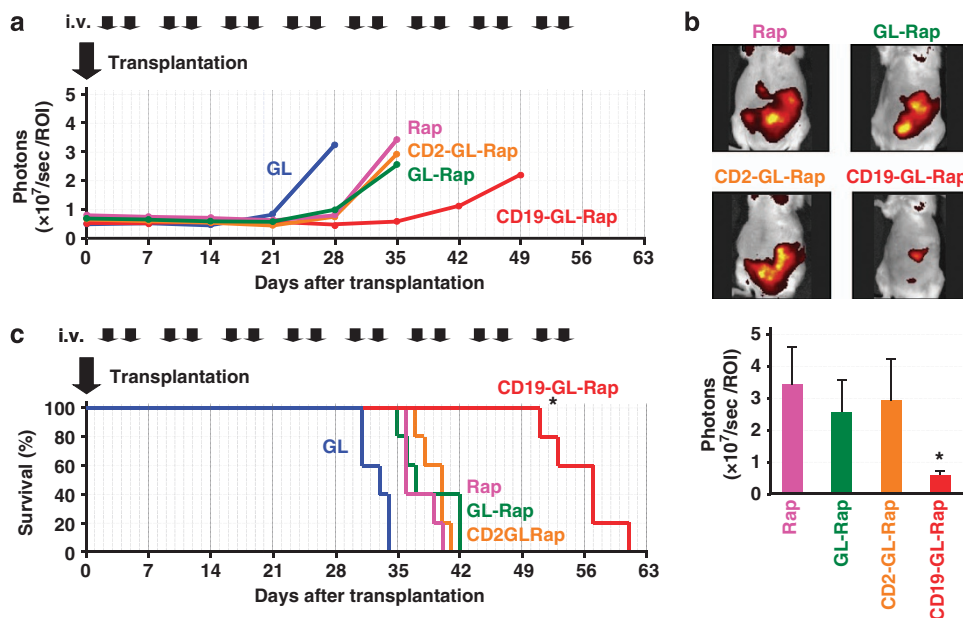 a
i.v.
Transplantation
5
4
3
2
1
0
Photons
(×10⁷/sec /ROI)
GL
Rap
CD2-GL-Rap
GL-Rap
CD19-GL-Rap
0 7 14 21 28 35 42 49 56 63
Days after transplantation
b
Rap GL-Rap
CD2-GL-Rap CD19-GL-Rap
5
4
3
2
1
0
Photons
(×10⁷/sec /ROI)
*
Rap
GL-Rap
CD2-GL-Rap
CD19-GL-Rap
c
i.v.
Transplantation
CD19-GL-Rap
*
100
80
60
40
20
0
Survival (%)
GL
Rap
GL-Rap
CD2GLRap
0 7 14 21 28 35 42 49 56 63
Days after transplantation